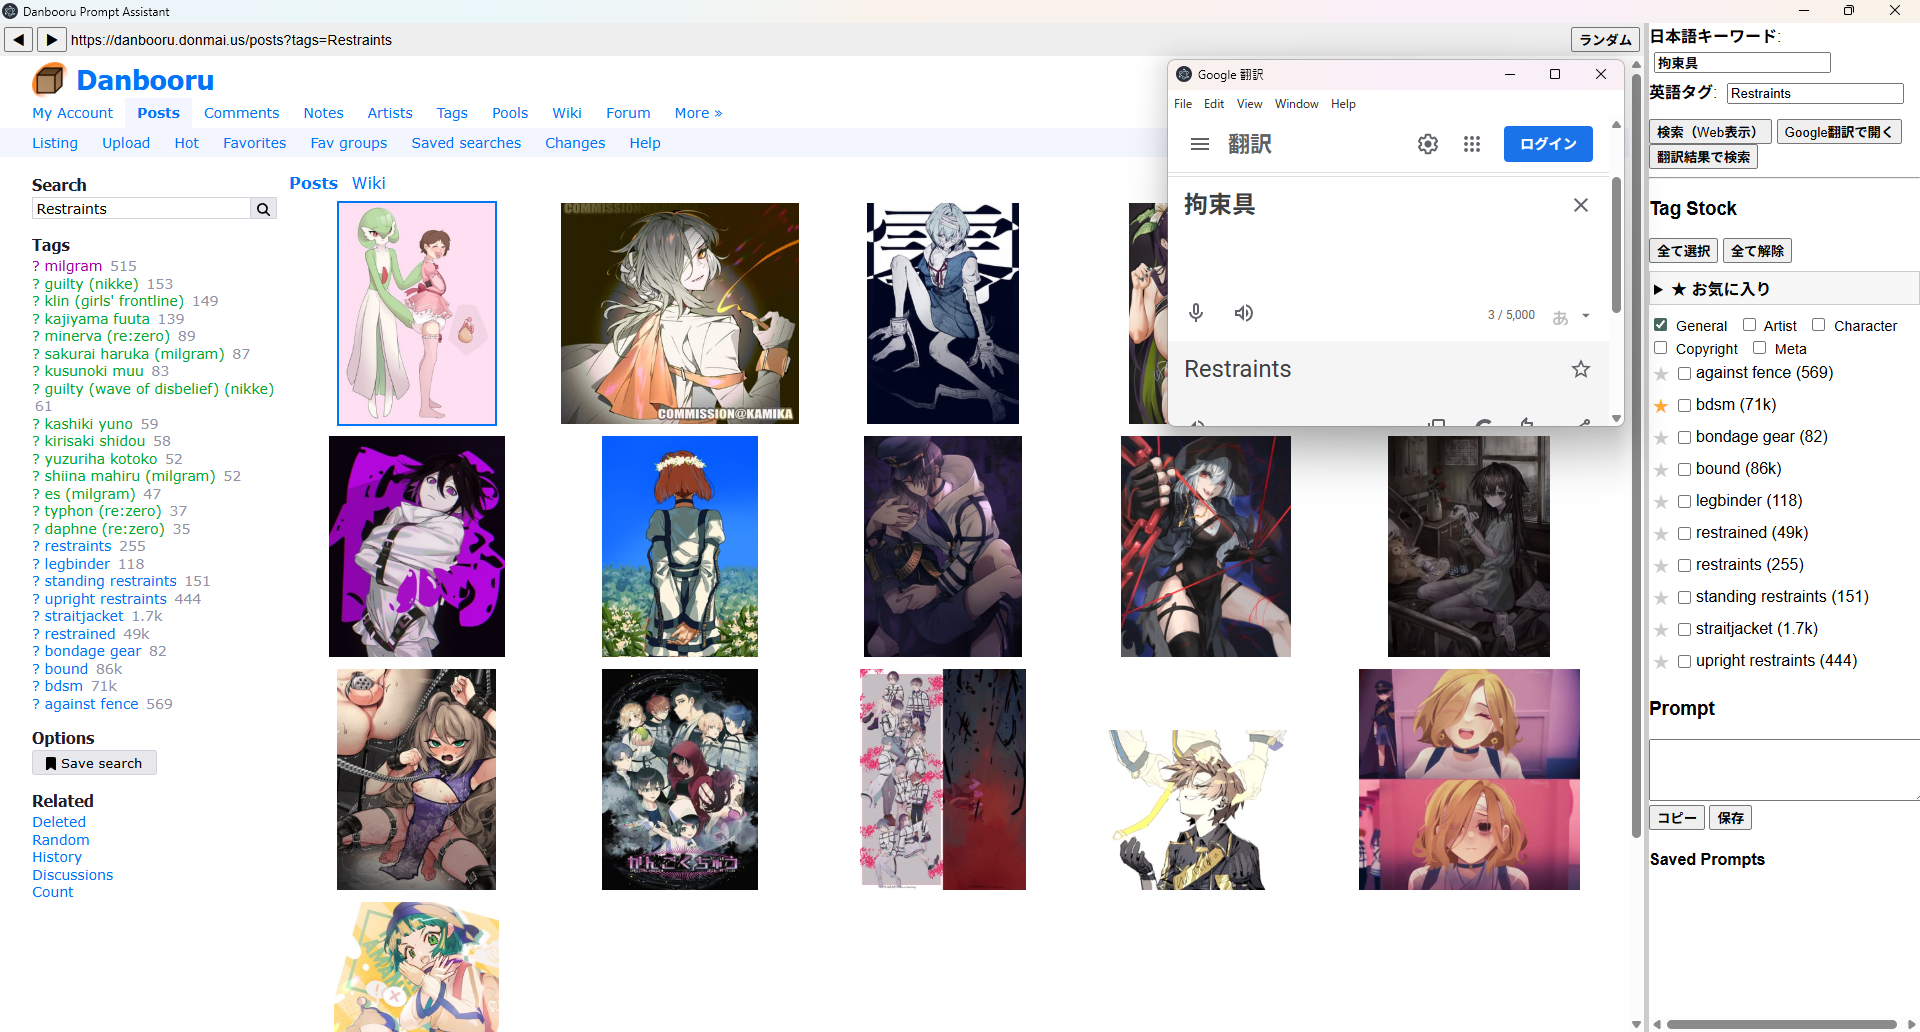 Danbooru Prompt Assistant
◀ ▶ https://danbooru.donmai.us/posts?tags=Restraints
ランダム
Danbooru
My Account Posts Comments Notes Artists Tags Pools Wiki Forum More »
Listing Upload Hot Favorites Fav groups Saved searches Changes Help
Search
Restraints
Tags
? milgram 515
? guilty (nikke) 153
? klin (girls' frontline) 149
? kajiyama fuuta 139
? minerva (re:zero) 89
? sakurai haruka (milgram) 87
? kusunoki muu 83
? guilty (wave of disbelief) (nikke)
61
? kashiki yuno 59
? kirisaki shidou 58
? yuzuriha kotoko 52
? shiina mahiru (milgram) 52
? es (milgram) 47
? typhon (re:zero) 37
? daphne (re:zero) 35
? restraints 255
? legbinder 118
? standing restraints 151
? upright restraints 444
? straitjacket 1.7k
? restrained 49k
? bondage gear 82
? bound 86k
? bdsm 71k
? against fence 569
Options
Save search
Related
Deleted
Random
History
Discussions
Count
Posts Wiki
COMMISSION@KAMIKA
かんごくちゅう
Google 翻訳
File Edit View Window Help
翻訳
ログイン
拘束具
3 / 5,000
あ
Restraints
日本語キーワード:
拘束具
英語タグ: Restraints
検索（Web表示） Google翻訳で開く
翻訳結果で検索
Tag Stock
全て選択 全て解除
▶ ★ お気に入り
General Artist Character
Copyright Meta
★ against fence (569)
★ bdsm (71k)
★ bondage gear (82)
★ bound (86k)
★ legbinder (118)
★ restrained (49k)
★ restraints (255)
★ standing restraints (151)
★ straitjacket (1.7k)
★ upright restraints (444)
Prompt
コピー 保存
Saved Prompts